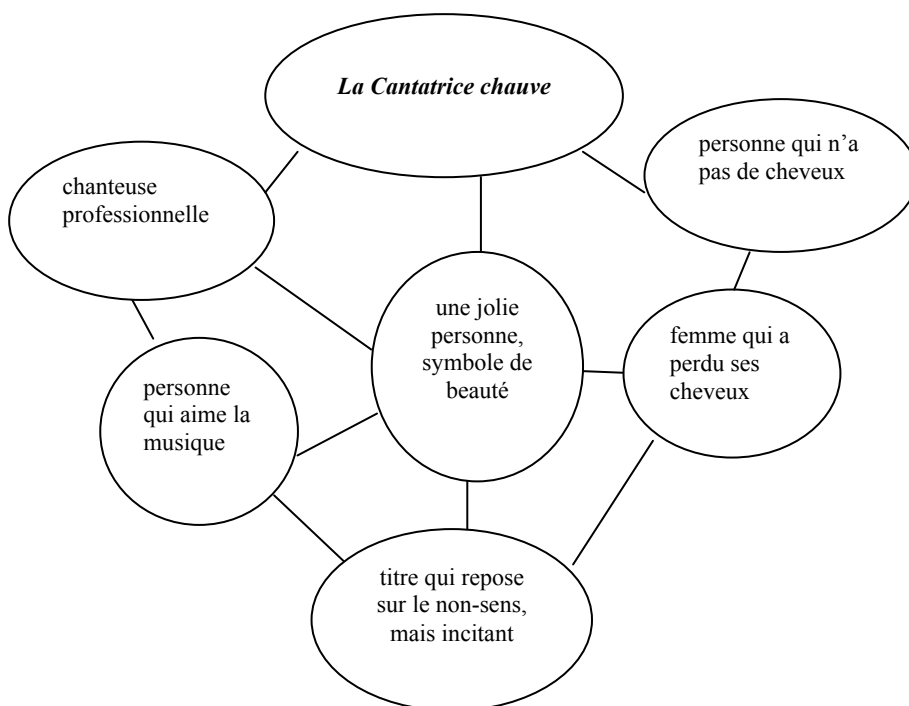 La Cantatrice chauve
personne qui n’a
pas de cheveux
chanteuse
professionnelle
une jolie
personne,
symbole de
beauté
femme qui a
perdu ses
cheveux
personne
qui aime la
musique
titre qui repose
sur le non-sens,
mais incitant